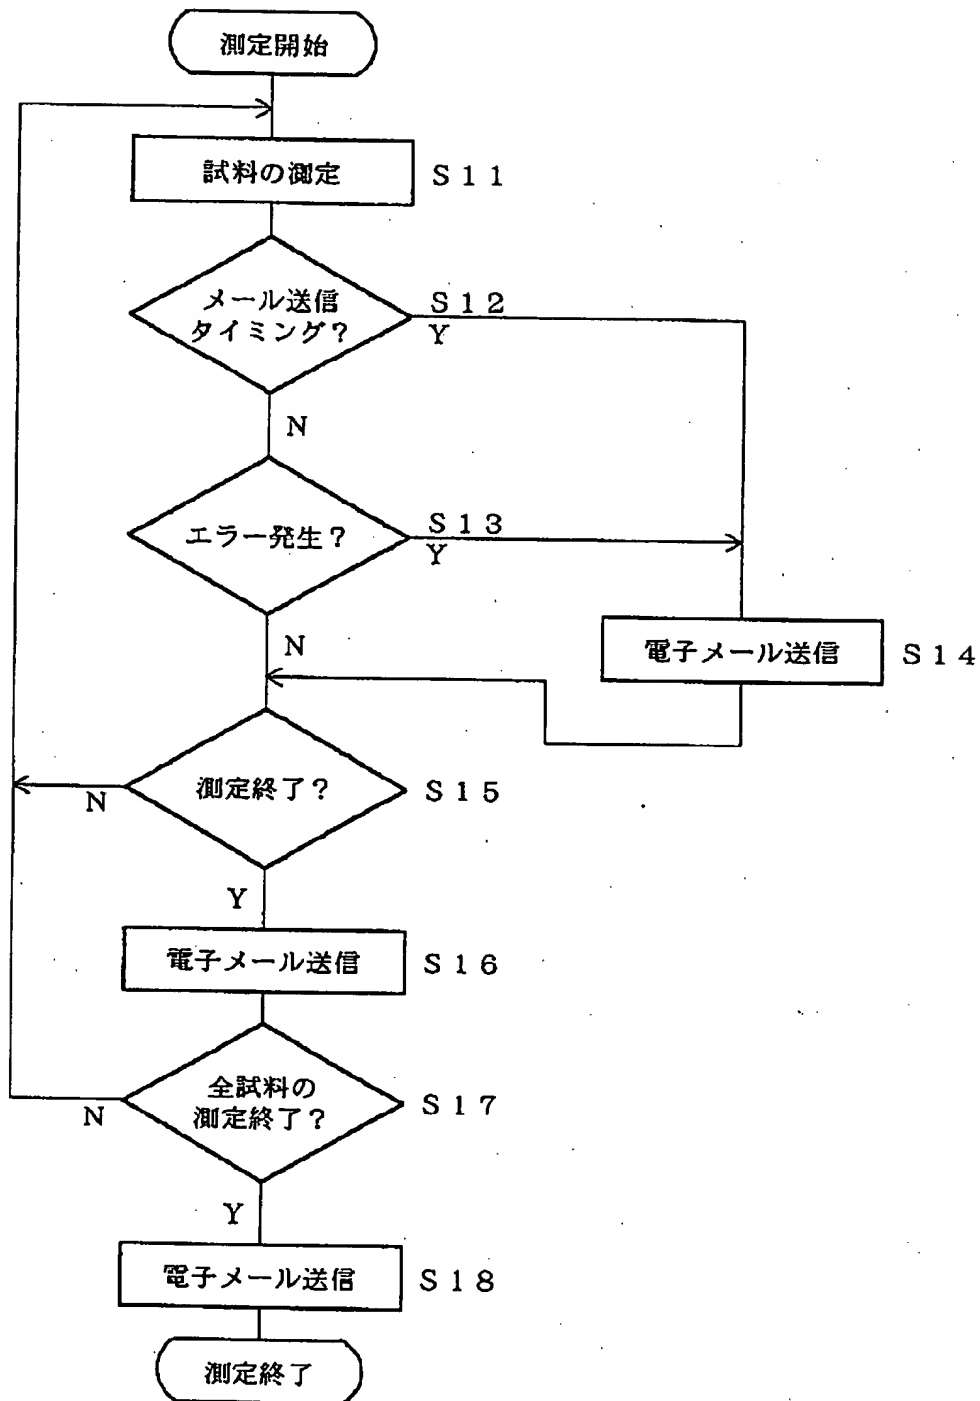 測定開始
試料の測定
S11
メール送信
タイミング？
S12
Y
N
エラー発生？
S13
Y
N
電子メール送信
S14
測定終了？
S15
N
Y
電子メール送信
S16
全試料の
測定終了？
S17
N
Y
電子メール送信
S18
測定終了